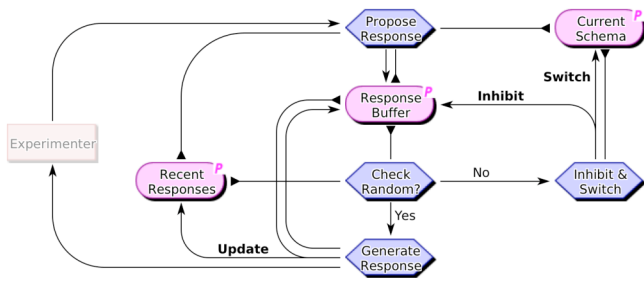 Propose
Response
P
Current
Schema
Switch
P
Response
Buffer
Inhibit
Experimenter
P
Recent
Responses
Check
Random?
No
Inhibit &
Switch
Yes
Update
Generate
Response